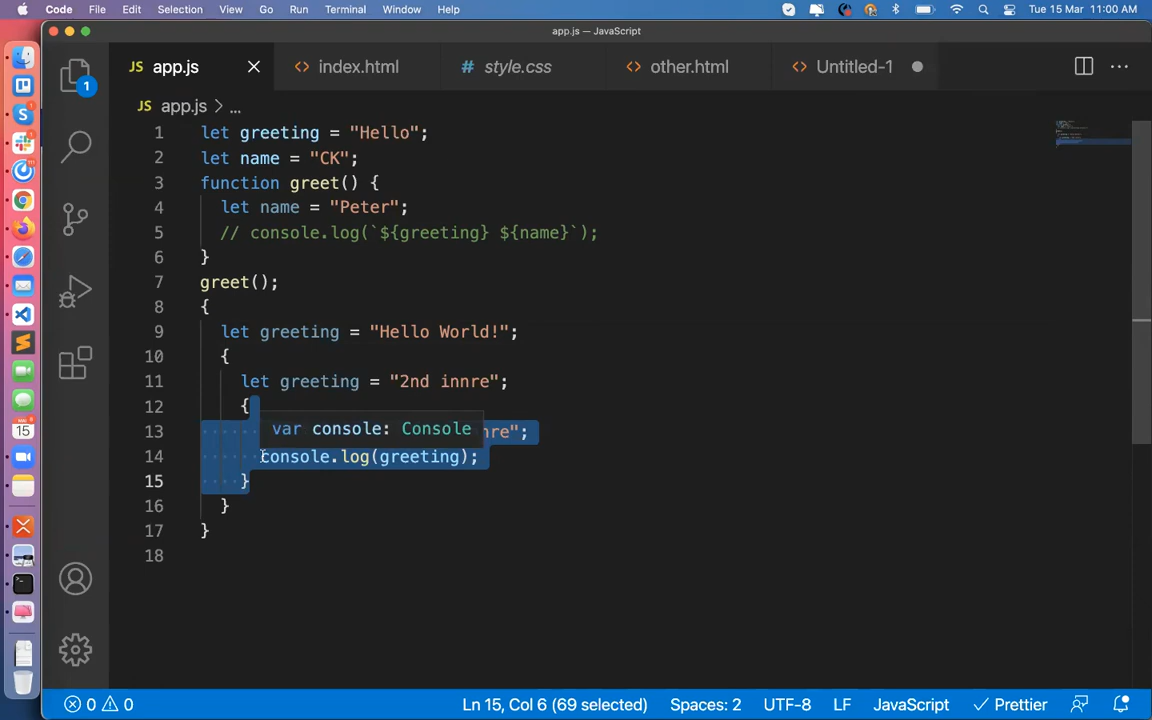 Code File Edit Selection View Go Run Terminal Window Help Tue 15 Mar 11:00 AM
app.js — JavaScript
JS app.js index.html # style.css other.html Untitled-1
1
JS app.js > ...
1 let greeting = "Hello";
2 let name = "CK";
3 function greet() {
4 let name = "Peter";
5 // console.log(`${greeting} ${name}`);
6 }
7 greet();
8 {
9 let greeting = "Hello World!";
10 {
11 let greeting = "2nd innre";
12 {
var console: Console
13 nre";
14 console.log(greeting);
15 }
16 }
17 }
18
MAR
15
0 0 Ln 15, Col 6 (69 selected) Spaces: 2 UTF-8 LF JavaScript Prettier